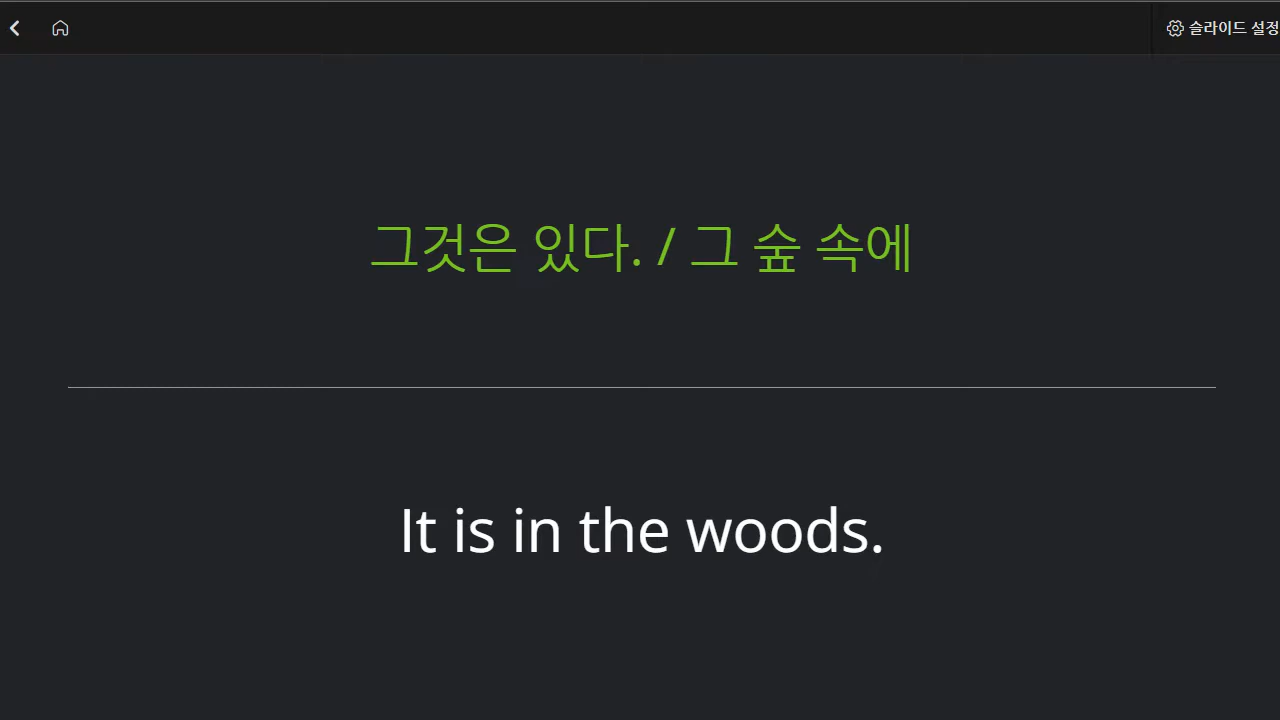 슬라이드 설정
그것은 있다. / 그 숲 속에
It is in the woods.